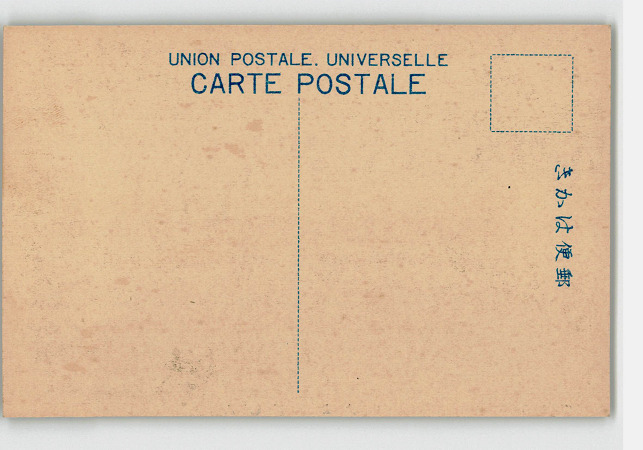 UNION POSTALE. UNIVERSELLE
CARTE POSTALE
きかは便郵